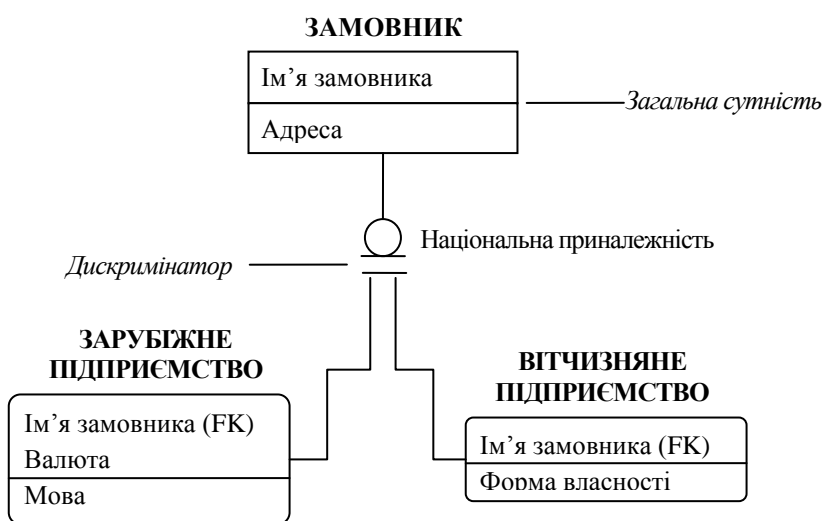 ЗАМОВНИК
Ім’я замовника
Адреса
Загальна сутність
Національна приналежність
Дискримінатор
ЗАРУБІЖНЕ
ПІДПРИЄМСТВО
Ім’я замовника (FK)
Валюта
Мова
ВІТЧИЗНЯНЕ
ПІДПРИЄМСТВО
Ім’я замовника (FK)
Форма власності